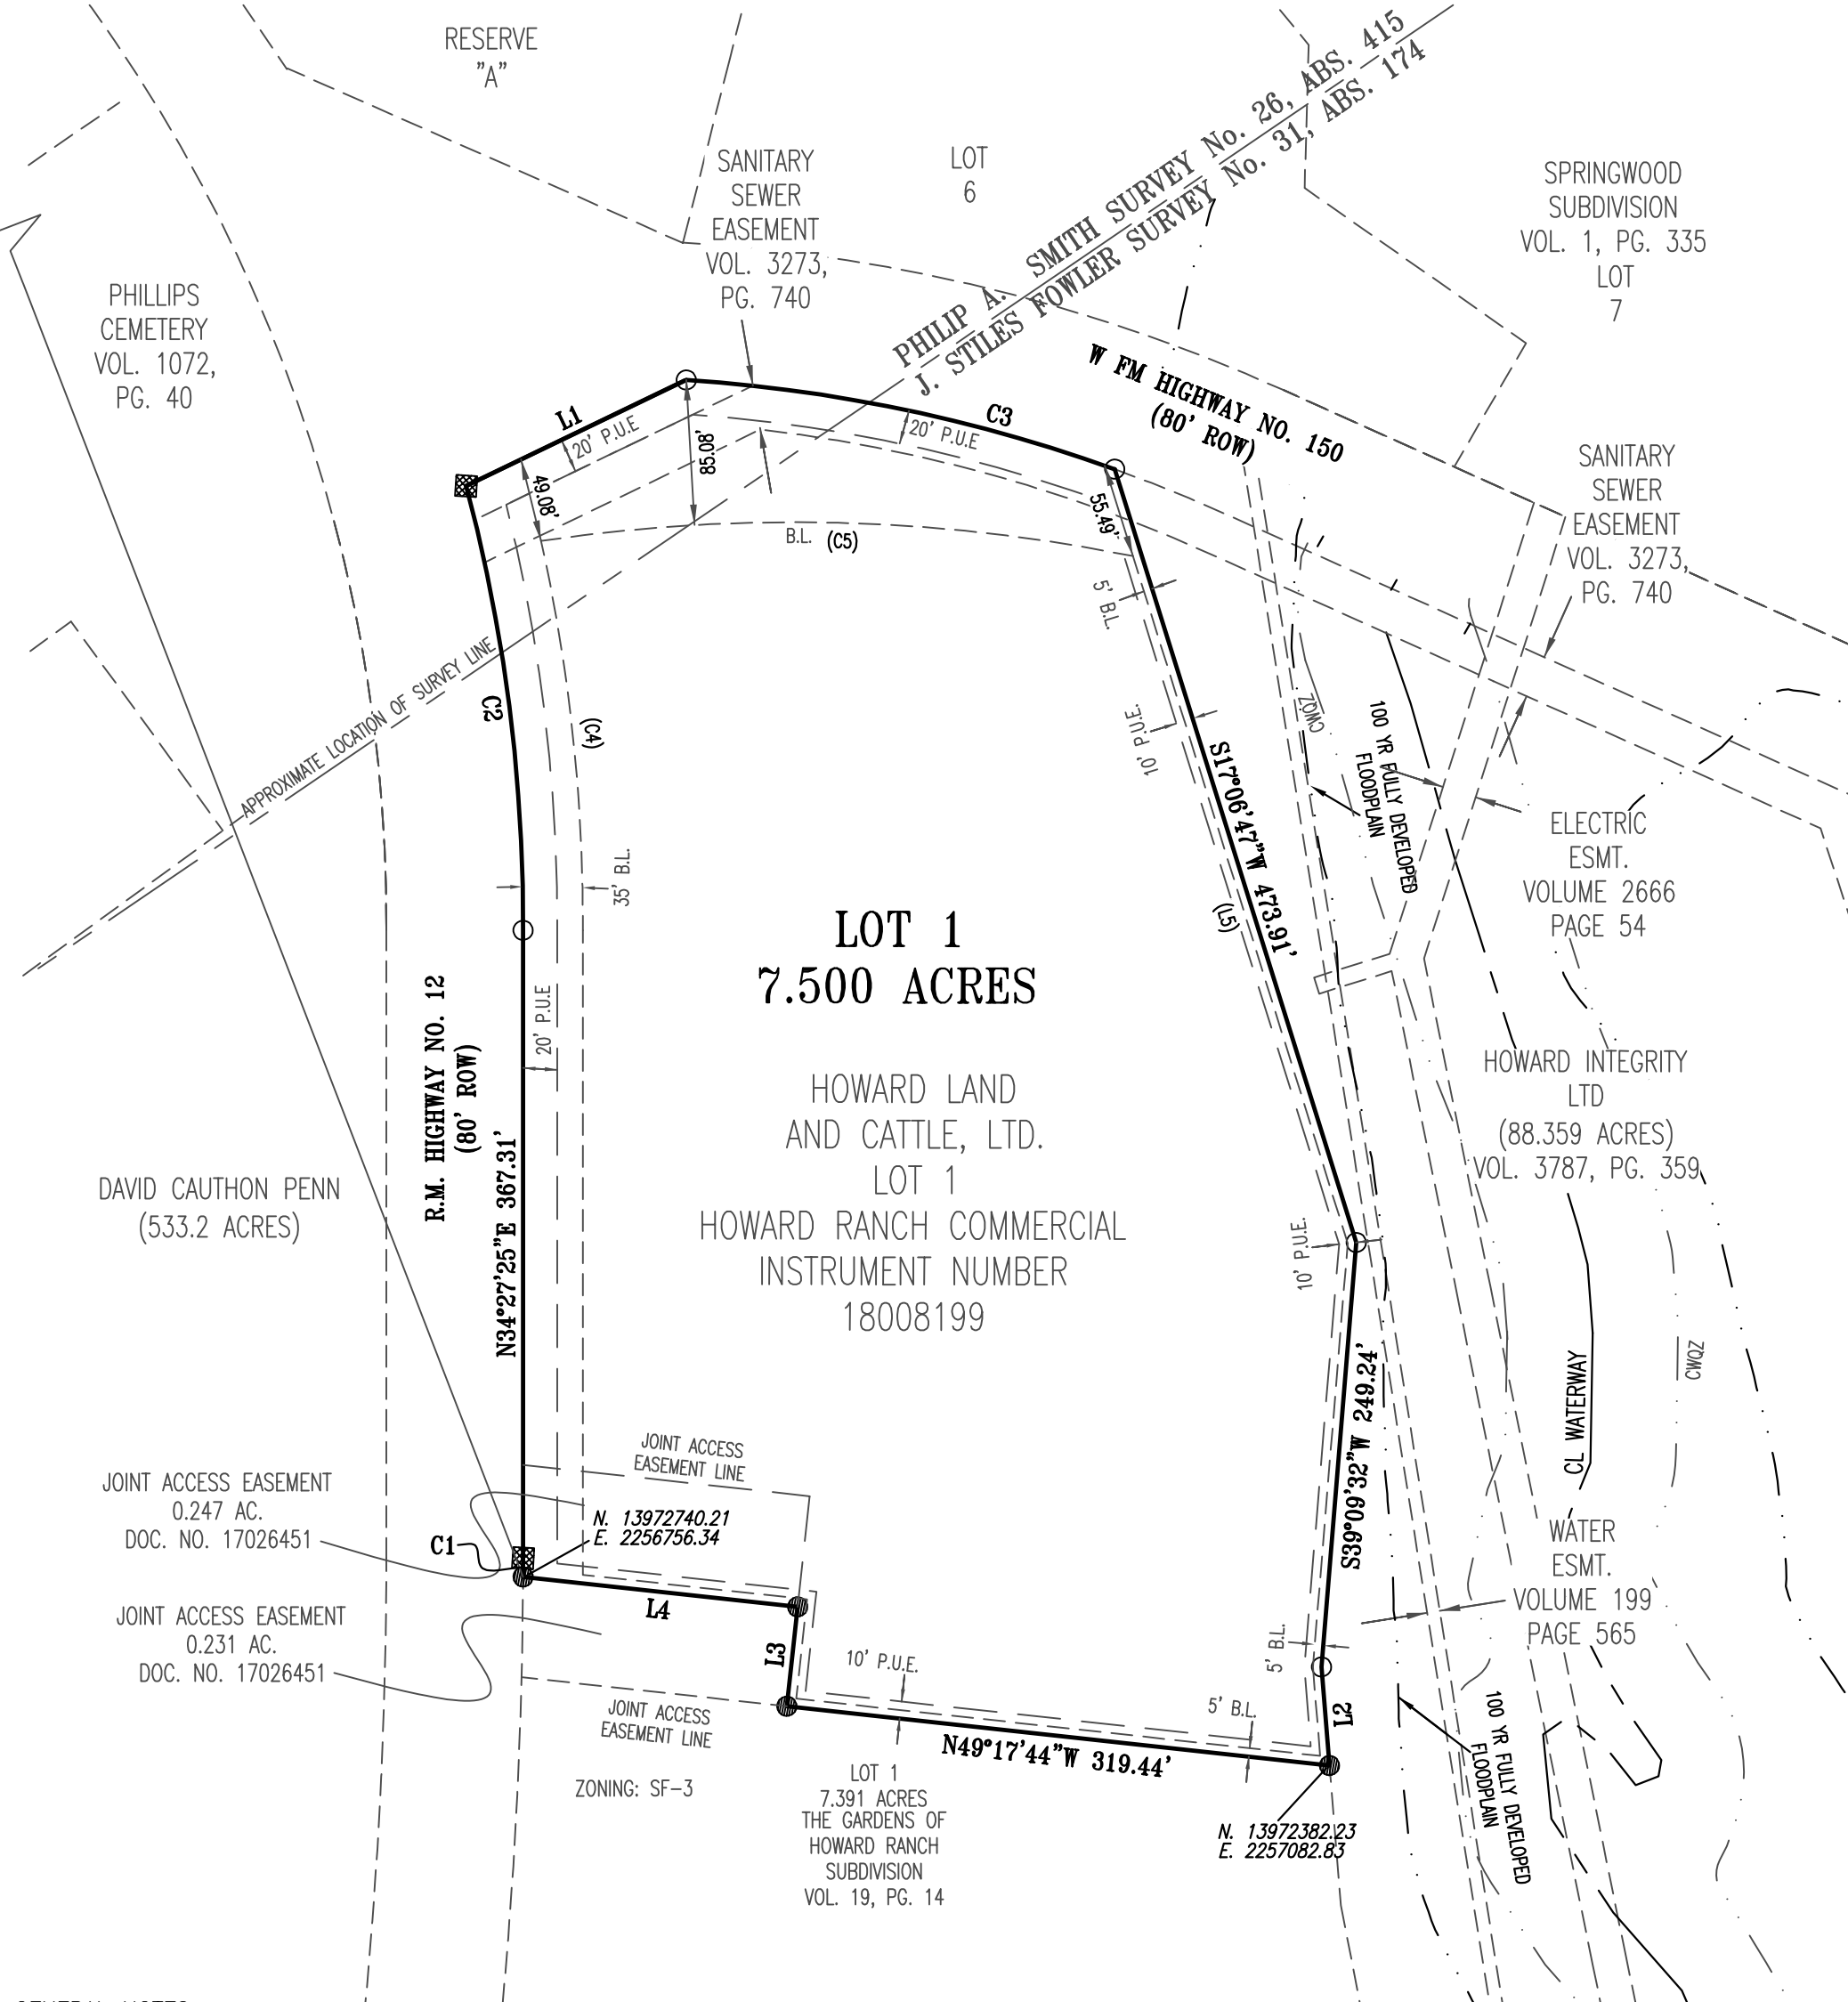 RESERVE
"A"
SANITARY
SEWER
EASEMENT
VOL. 3273,
PG. 740
LOT
6
PHILIP A. SMITH SURVEY No. 26, ABS. 415
J. STILES FOWLER SURVEY No. 31, ABS. 174
SPRINGWOOD
SUBDIVISION
VOL. 1, PG. 335
LOT
7
PHILLIPS
CEMETERY
VOL. 1072,
PG. 40
W FM HIGHWAY NO. 150
(80' ROW)
L1
20' P.U.E
C3
20' P.U.E
85.08'
49.08'
55.49'
B.L. (C5)
SANITARY
SEWER
EASEMENT
VOL. 3273,
PG. 740
5' B.L.
APPROXIMATE LOCATION OF SURVEY LINE
C2
(C4)
10' P.U.E.
CWQZ
100 YR FULLY DEVELOPED
FLOODPLAIN
S17°06'47"W 473.91'
(L5)
35' B.L.
ELECTRIC
ESMT.
VOLUME 2666
PAGE 54
LOT 1
7.500 ACRES
R.M. HIGHWAY NO. 12
(80' ROW)
N34°27'25"E 367.31'
20' P.U.E
HOWARD LAND
AND CATTLE, LTD.
LOT 1
HOWARD RANCH COMMERCIAL
INSTRUMENT NUMBER
18008199
HOWARD INTEGRITY
LTD
(88.359 ACRES)
VOL. 3787, PG. 359
DAVID CAUTHON PENN
(533.2 ACRES)
10' P.U.E.
S39°09'32"W 249.24'
CL WATERWAY
CWQZ
JOINT ACCESS
EASEMENT LINE
JOINT ACCESS EASEMENT
0.247 AC.
DOC. NO. 17026451
C1
N. 13972740.21
E. 2256756.34
L4
L3
JOINT ACCESS EASEMENT
0.231 AC.
DOC. NO. 17026451
WATER
ESMT.
VOLUME 199
PAGE 565
5' B.L.
10' P.U.E.
5' B.L.
L2
JOINT ACCESS
EASEMENT LINE
N49°17'44"W 319.44'
100 YR FULLY DEVELOPED
FLOODPLAIN
ZONING: SF-3
LOT 1
7.391 ACRES
THE GARDENS OF
HOWARD RANCH
SUBDIVISION
VOL. 19, PG. 14
N. 13972382.23
E. 2257082.83